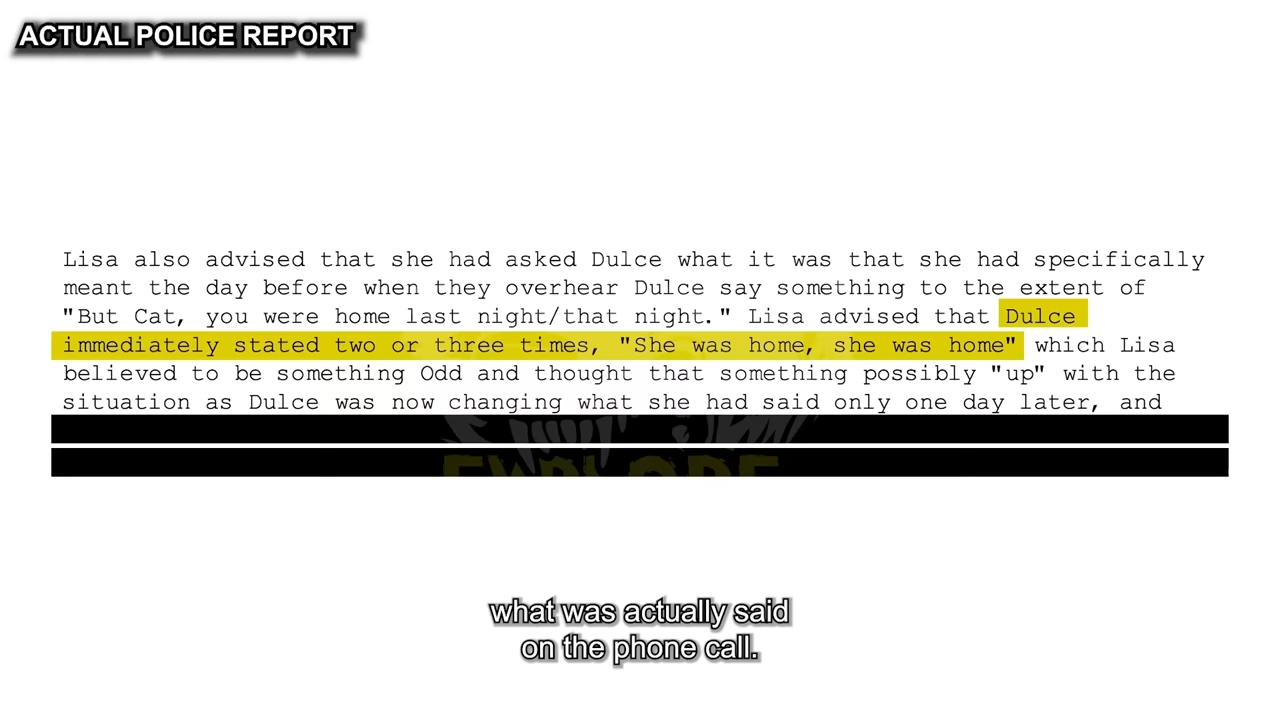 ACTUAL POLICE REPORT
Lisa also advised that she had asked Dulce what it was that she had specifically
meant the day before when they overhear Dulce say something to the extent of
"But Cat, you were home last night/that night." Lisa advised that Dulce
immediately stated two or three times, "She was home, she was home" which Lisa
believed to be something Odd and thought that something possibly "up" with the
situation as Dulce was now changing what she had said only one day later, and
EXPLORE
what was actually said
on the phone call.